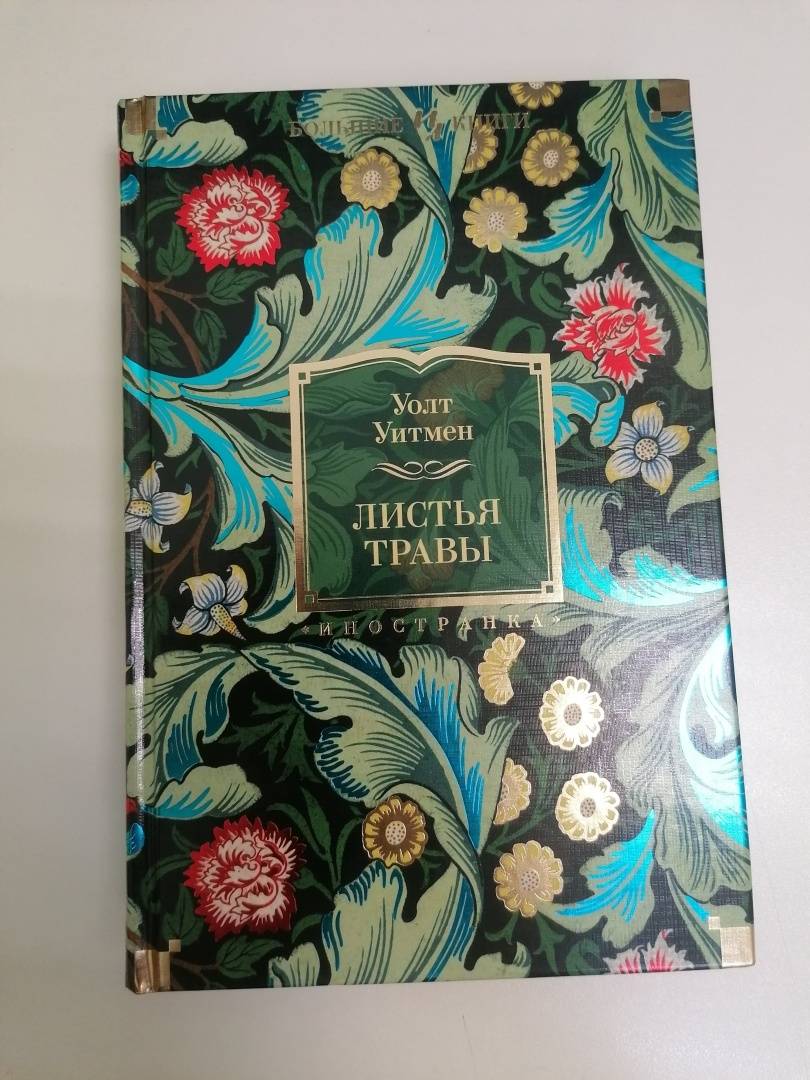 БОЛЬШИЕ КНИГИ
Уолт
Уитмен
ЛИСТЬЯ
ТРАВЫ
«ИНОСТРАНКА»